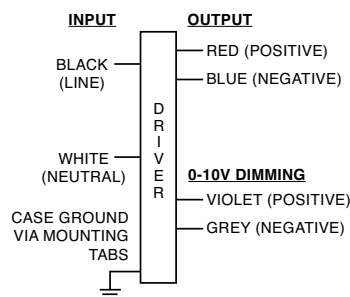 INPUT
OUTPUT
BLACK
(LINE)
RED (POSITIVE)
BLUE (NEGATIVE)
DRIVER
WHITE
(NEUTRAL)
0-10V DIMMING
VIOLET (POSITIVE)
GREY (NEGATIVE)
CASE GROUND
VIA MOUNTING
TABS